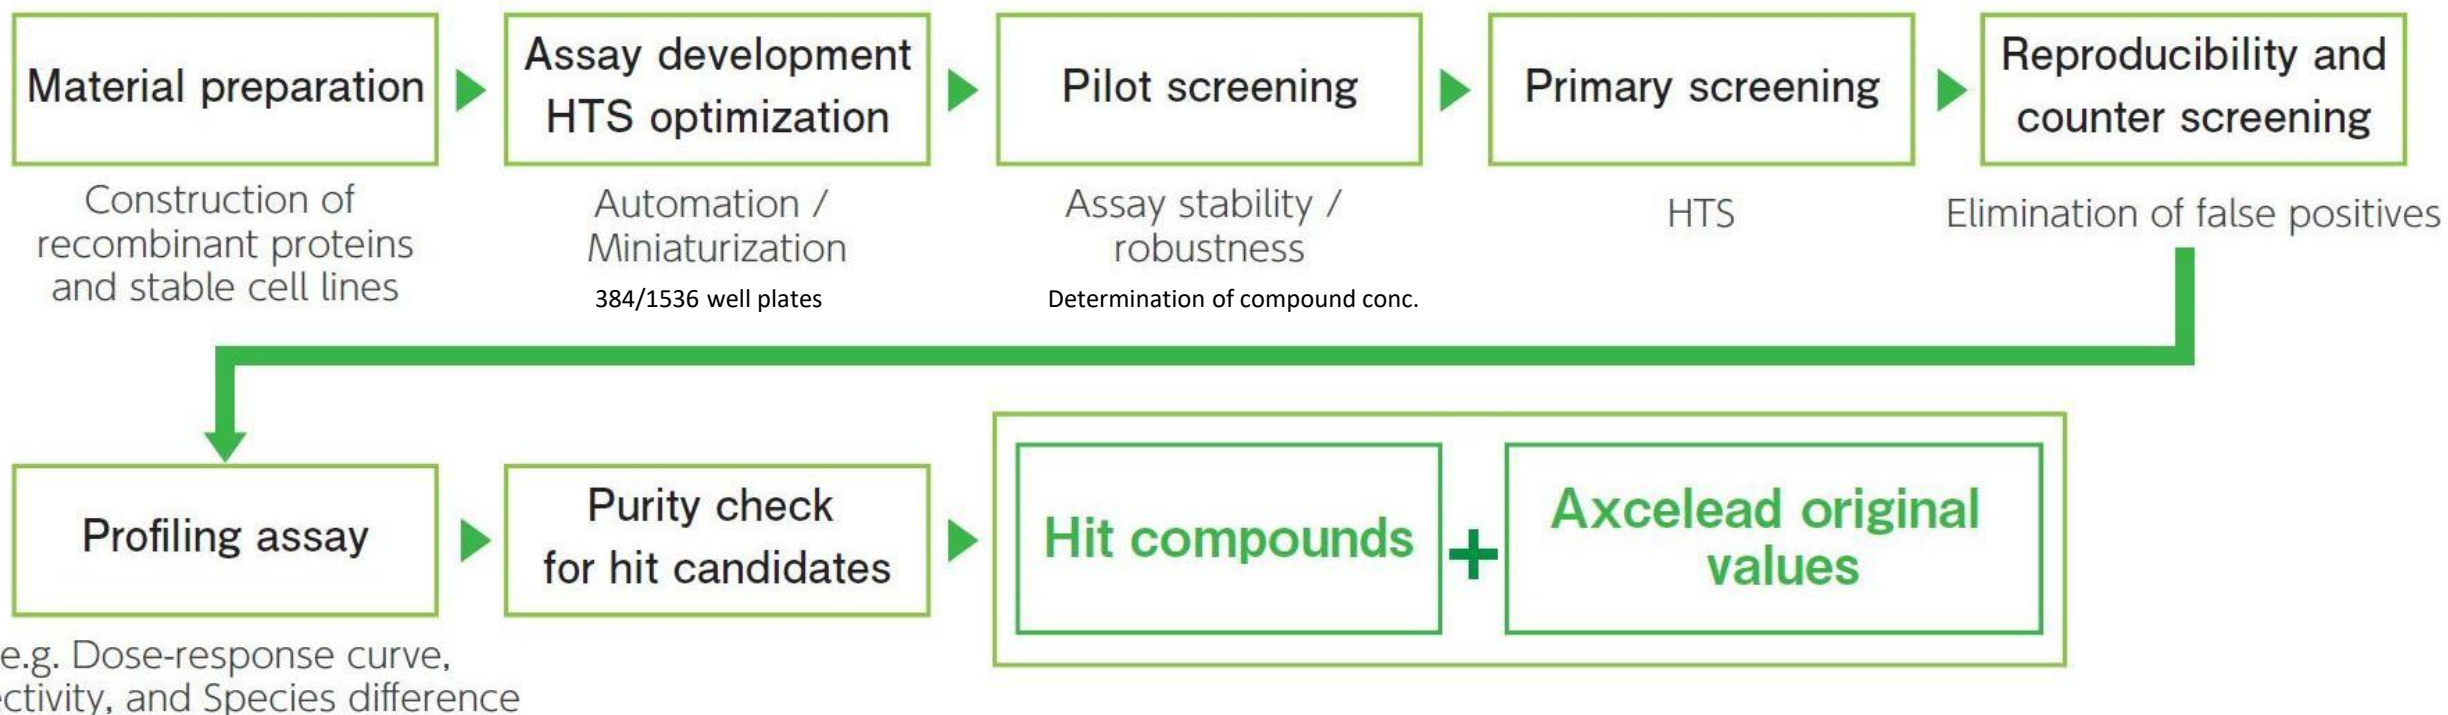 Material preparation
Construction of
recombinant proteins
and stable cell lines
Assay development
HTS optimization
Automation /
Miniaturization
384/1536 well plates
Pilot screening
Assay stability /
robustness
Determination of compound conc.
Primary screening
HTS
Reproducibility and
counter screening
Elimination of false positives
Profiling assay
e.g. Dose-response curve,
and Species difference
Purity check
for hit candidates
Hit compounds
+
Axcelead original
values